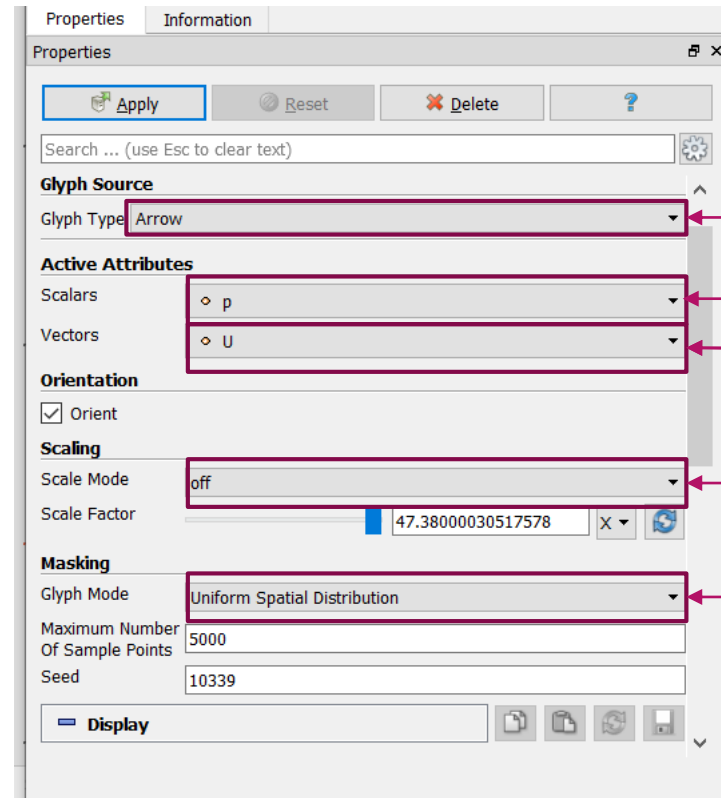 Properties Information
Properties
Apply Reset Delete ?
Search ... (use Esc to clear text)
Glyph Source
Glyph Type Arrow
Active Attributes
Scalars p
Vectors U
Orientation
Orient
Scaling
Scale Mode off
Scale Factor 47.38000030517578 X
Masking
Glyph Mode Uniform Spatial Distribution
Maximum Number
Of Sample Points 5000
Seed 10339
Display